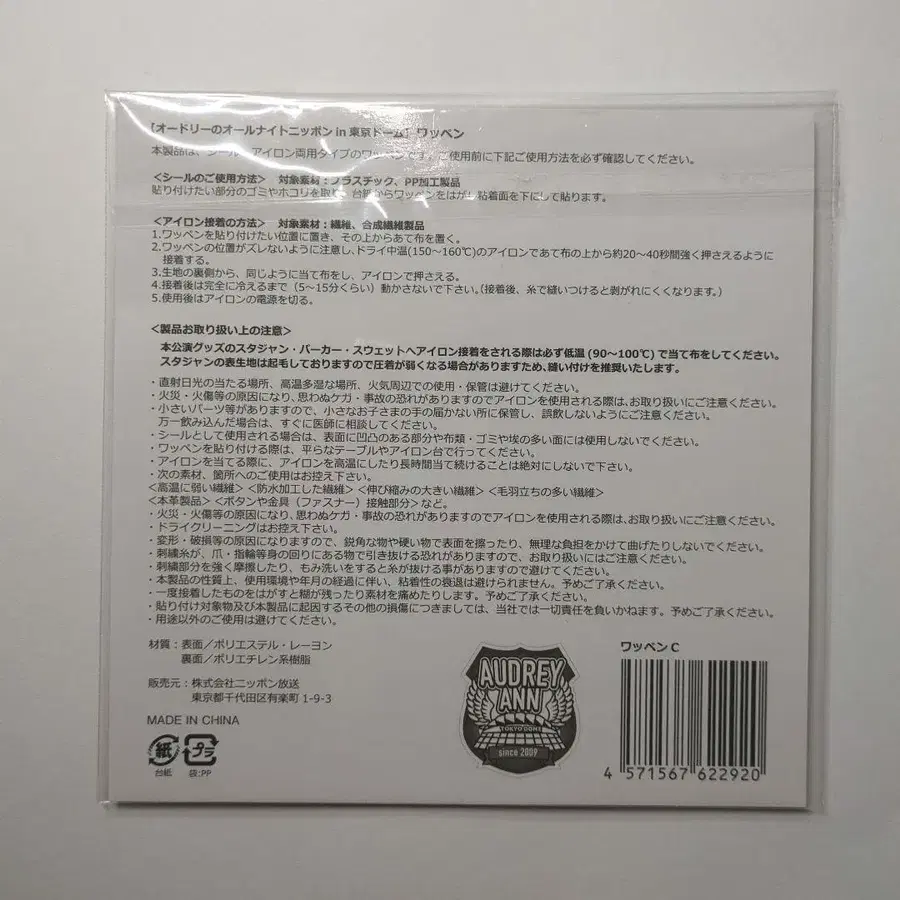 【オードリーのオールナイトニッポン in 東京ドーム】ワッペン
本製品は、シール・アイロン両用タイプのワッペンです。ご使用前に下記ご使用方法を必ず確認してください。
＜シールのご使用方法＞ 対象素材：プラスチック、PP加工製品
貼り付けたい部分のゴミやホコリを取り、台紙からワッペンをはがし粘着面を下にして貼ります。
＜アイロン接着の方法＞ 対象素材：繊維、合成繊維製品
1.ワッペンを貼り付けたい位置に置き、その上からあて布を置く。
2.ワッペンの位置がズレないように注意し、ドライ中温(150～160℃)のアイロンであて布の上から約20～40秒間強く押さえるように
接着する。
3.生地の裏側から、同じように当て布をし、アイロンで押さえる。
4.接着後は完全に冷えるまで（5～15分くらい）動かさないで下さい。（接着後、糸で縫いつけると剥がれにくくなります。）
5.使用後はアイロンの電源を切る。
＜製品お取り扱い上の注意＞
本公演グッズのスタジャン・パーカー・スウェットへアイロン接着をされる際は必ず低温（90～100℃）で当て布をしてください。
スタジャンの表生地は起毛しておりますので圧着が弱くなる場合がありますため、縫い付けを推奨いたします。
・直射日光の当たる場所、高温多湿な場所、火気周辺での使用・保管は避けてください。
・火災・火傷等の原因になり、思わぬケガ・事故の恐れがありますのでアイロンを使用される際は、お取り扱いにご注意ください。
・小さいパーツ等がありますので、小さなお子さまの手の届かない所に保管し、誤飲しないようにご注意ください。
万一飲み込んだ場合は、すぐに医師に相談してください。
・シールとして使用される場合は、表面に凹凸のある部分や布類・ゴミや埃の多い面には使用しないでください。
・ワッペンを貼り付ける際は、平らなテーブルやアイロン台で行ってください。
・アイロンを当てる際に、アイロンを高温にしたり長時間当て続けることは絶対にしないで下さい。
・次の素材、箇所へのご使用はお控え下さい。
＜高温に弱い繊維＞＜防水加工した繊維＞＜伸び縮みの大きい繊維＞＜毛羽立ちの多い繊維＞
＜本革製品＞＜ボタンや金具（ファスナー）接触部分＞など。
・火災・火傷等の原因になり、思わぬケガ・事故の恐れがありますのでアイロンを使用される際は、お取り扱いにご注意ください。
・ドライクリーニングはお控え下さい。
・変形・破損等の原因になりますので、鋭角な物や硬い物で表面を擦ったり、無理な負担をかけて曲げたりしないでください。
・刺繍糸が、爪・指輪等身の回りにある物で引き抜ける恐れがありますので、お取り扱いにはご注意ください。
・刺繍部分を強く摩擦したり、もみ洗いをすると糸が抜ける事がありますので避けてください。
・本製品の性質上、使用環境や年月の経過に伴い、粘着性の衰退は避けられません。予めご了承ください。
・一度接着したものをはがすと糊が残ったり素材を痛めたりします。予めご了承ください。
・貼り付け対象物及び本製品に起因するその他の損傷につきましては、当社では一切責任を負いかねます。予めご了承ください。
・用途以外のご使用は避けてください。
材質：表面／ポリエステル・レーヨン
裏面／ポリエチレン系樹脂
販売元：株式会社ニッポン放送
東京都千代田区有楽町 1-9-3
MADE IN CHINA
紙
台紙
プラ
袋:PP
AUDREY
ANN
TOKYO DOME
since 2009
ワッペン C
4 571567 622920